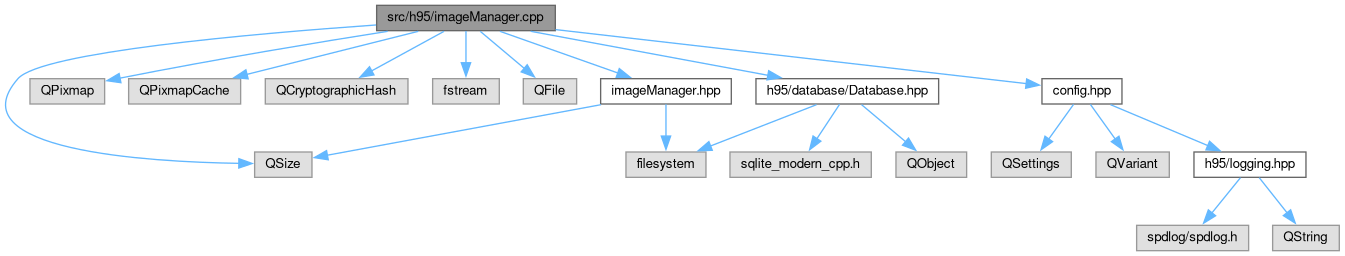 src/h95/imageManager.cpp
QPixmap
QPixmapCache
QCryptographicHash
fstream
QFile
imageManager.hpp
h95/database/Database.hpp
config.hpp
QSize
filesystem
sqlite_modern_cpp.h
QObject
QSettings
QVariant
h95/logging.hpp
spdlog/spdlog.h
QString